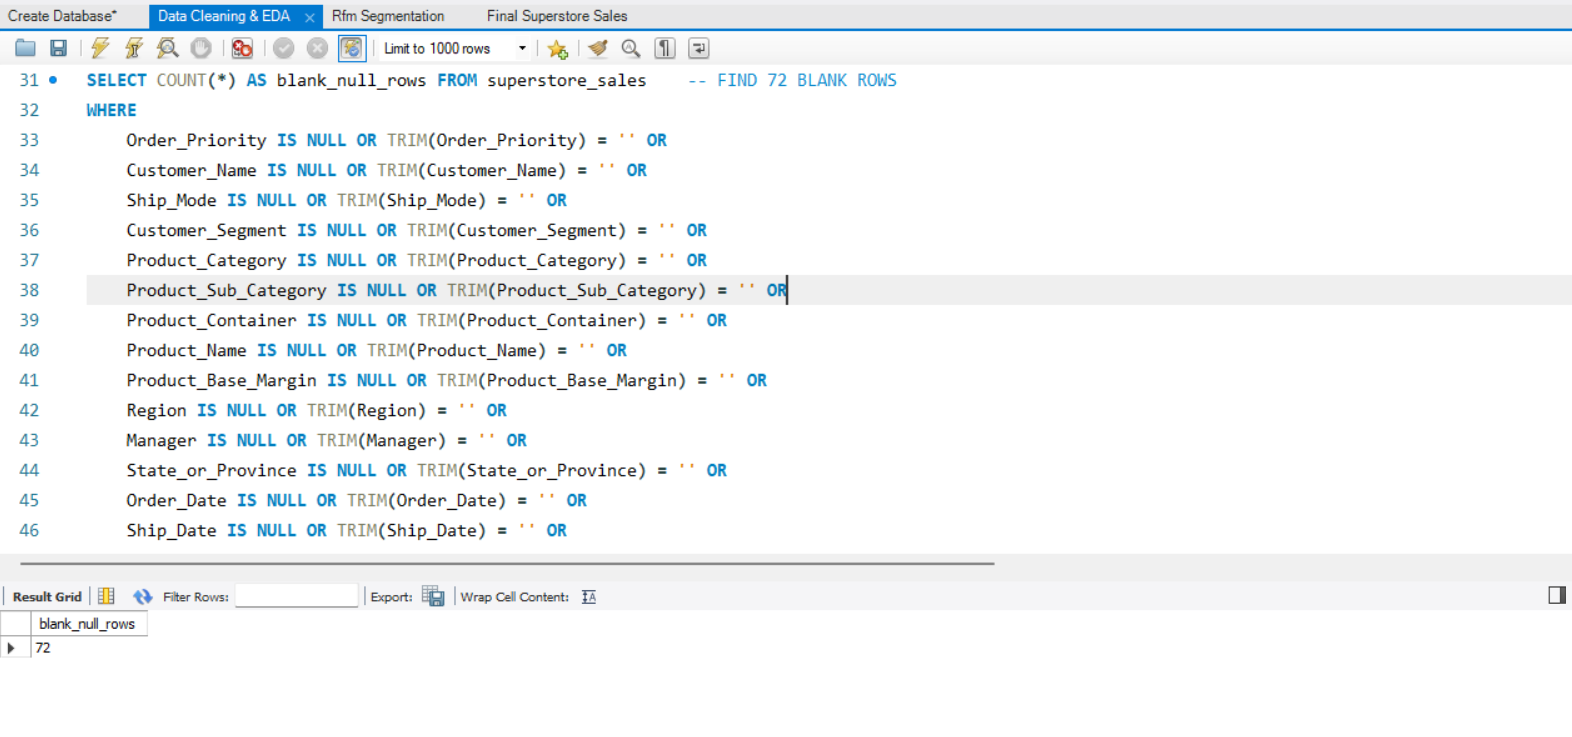 Create Database* Data Cleaning & EDA Rfm Segmentation Final Superstore Sales
Limit to 1000 rows
31 SELECT COUNT(*) AS blank_null_rows FROM superstore_sales -- FIND 72 BLANK ROWS
32 WHERE
33 Order_Priority IS NULL OR TRIM(Order_Priority) = '' OR
34 Customer_Name IS NULL OR TRIM(Customer_Name) = '' OR
35 Ship_Mode IS NULL OR TRIM(Ship_Mode) = '' OR
36 Customer_Segment IS NULL OR TRIM(Customer_Segment) = '' OR
37 Product_Category IS NULL OR TRIM(Product_Category) = '' OR
38 Product_Sub_Category IS NULL OR TRIM(Product_Sub_Category) = '' OR
39 Product_Container IS NULL OR TRIM(Product_Container) = '' OR
40 Product_Name IS NULL OR TRIM(Product_Name) = '' OR
41 Product_Base_Margin IS NULL OR TRIM(Product_Base_Margin) = '' OR
42 Region IS NULL OR TRIM(Region) = '' OR
43 Manager IS NULL OR TRIM(Manager) = '' OR
44 State_or_Province IS NULL OR TRIM(State_or_Province) = '' OR
45 Order_Date IS NULL OR TRIM(Order_Date) = '' OR
46 Ship_Date IS NULL OR TRIM(Ship_Date) = '' OR
Result Grid Filter Rows: Export: Wrap Cell Content: IA
blank_null_rows
72